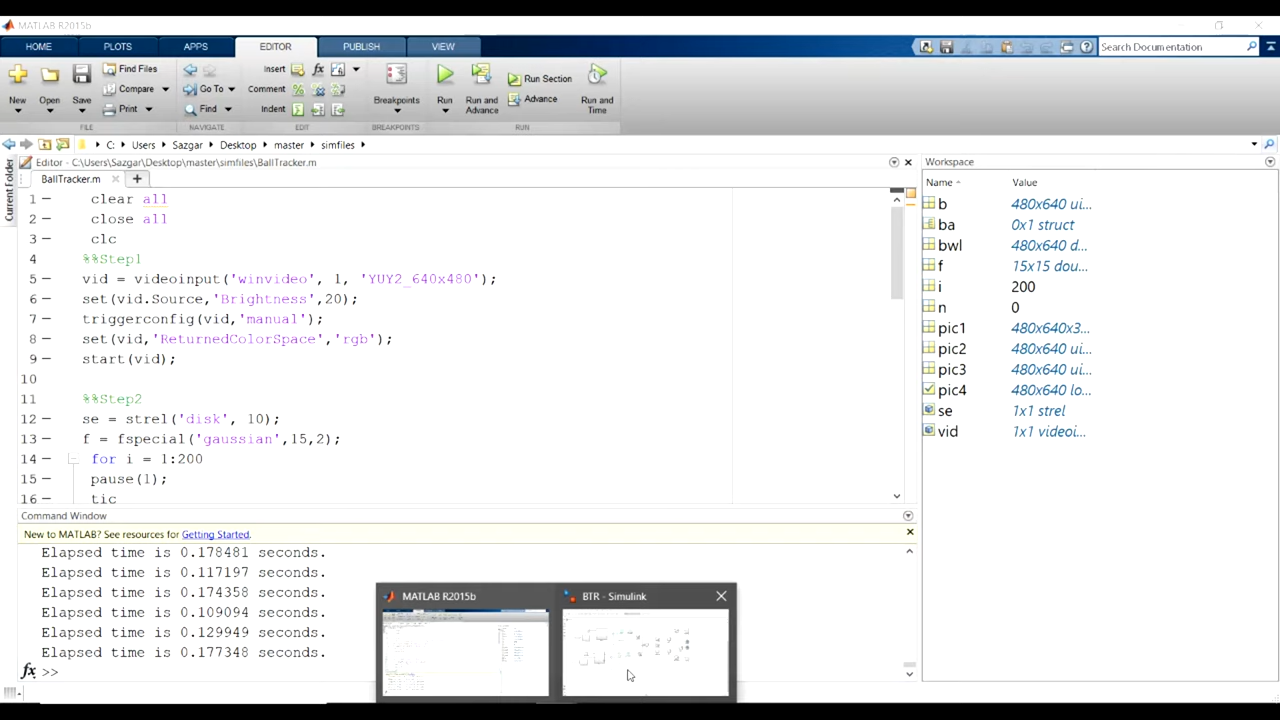 MATLAB R2015b
HOME PLOTS APPS EDITOR PUBLISH VIEW Search Documentation
New Open Save Find Files Compare Print FILE
Go To Find NAVIGATE
Insert fx Comment Indent EDIT
Breakpoints BREAKPOINTS
Run Run and Advance Run Section Advance Run and Time RUN
C: Users Sazgar Desktop master simfiles
Current Folder
Editor - C:\Users\Sazgar\Desktop\master\simfiles\BallTracker.m
BallTracker.m
1 clear all
2 close all
3 clc
4 %%Step1
5 vid = videoinput('winvideo', 1, 'YUY2_640x480');
6 set(vid.Source,'Brightness',20);
7 triggerconfig(vid,'manual');
8 set(vid,'ReturnedColorSpace','rgb');
9 start(vid);
10
11 %%Step2
12 se = strel('disk', 10);
13 f = fspecial('gaussian',15,2);
14 for i = 1:200
15 pause(1);
16 tic
Command Window
New to MATLAB? See resources for Getting Started.
Elapsed time is 0.178481 seconds.
Elapsed time is 0.117197 seconds.
Elapsed time is 0.174358 seconds.
Elapsed time is 0.109094 seconds.
Elapsed time is 0.129949 seconds.
Elapsed time is 0.177348 seconds.
fx >>
MATLAB R2015b
BTR - Simulink
Workspace
Name Value
b 480x640 ui...
ba 0x1 struct
bwl 480x640 d...
f 15x15 dou...
i 200
n 0
pic1 480x640x3...
pic2 480x640 ui...
pic3 480x640 ui...
pic4 480x640 lo...
se 1x1 strel
vid 1x1 videoi...